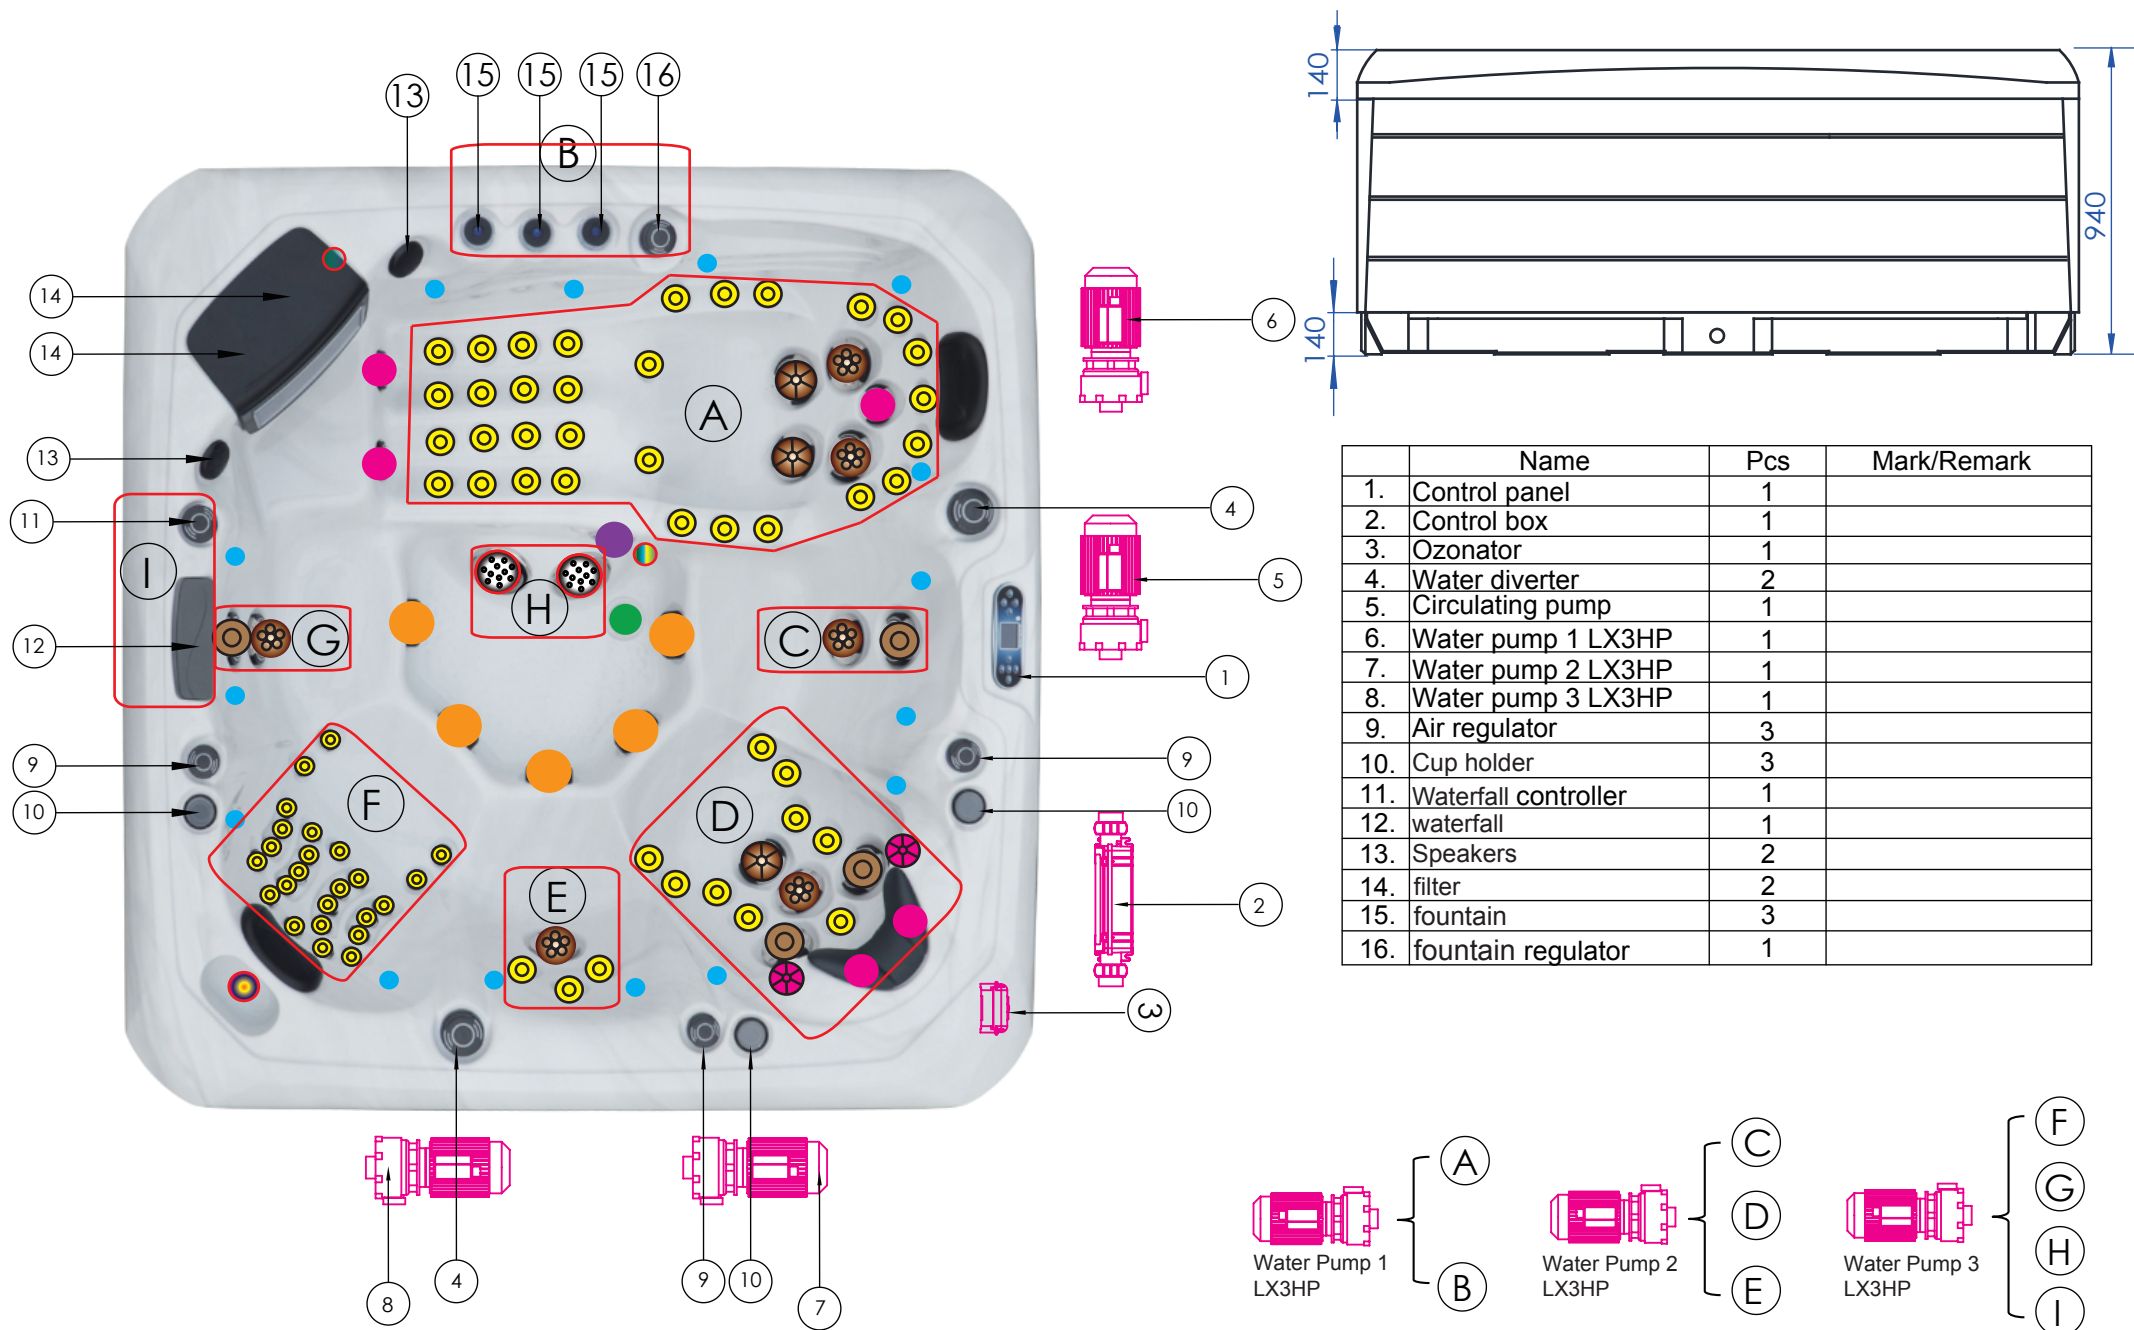 15 15 15 16
13
B
14
14
A
13
11
I
12
G
H
C
4
1
9
10
F
D
E
9
10
6
5
2
3
8
4
9
10
7
140
940
140
Name Pcs Mark/Remark
1. Control panel 1
2. Control box 1
3. Ozonator 1
4. Water diverter 2
5. Circulating pump 1
6. Water pump 1 LX3HP 1
7. Water pump 2 LX3HP 1
8. Water pump 3 LX3HP 1
9. Air regulator 3
10. Cup holder 3
11. Waterfall controller 1
12. waterfall 1
13. Speakers 2
14. filter 2
15. fountain 3
16. fountain regulator 1
Water Pump 1
LX3HP
A
B
Water Pump 2
LX3HP
C
D
E
Water Pump 3
LX3HP
F
G
H
I